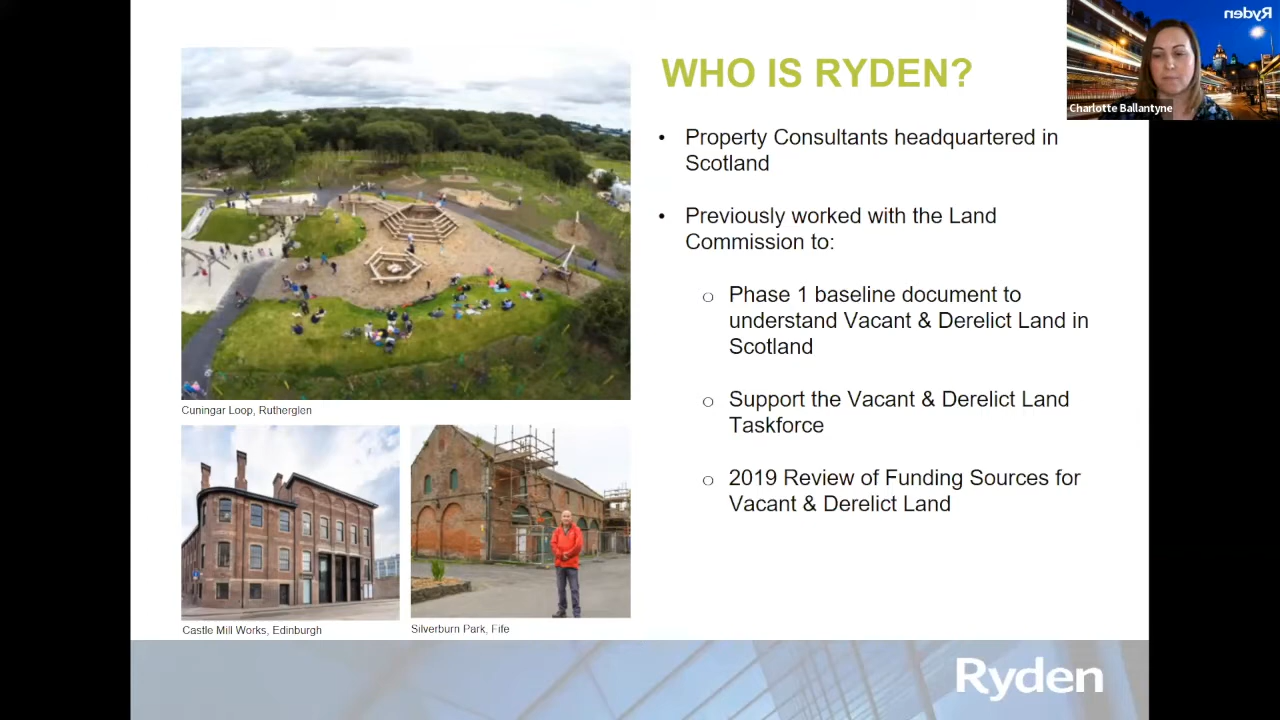 WHO IS RYDEN?
Ryden
Charlotte Ballantyne
• Property Consultants headquartered in
Scotland
• Previously worked with the Land
Commission to:
o Phase 1 baseline document to
understand Vacant & Derelict Land in
Scotland
o Support the Vacant & Derelict Land
Taskforce
o 2019 Review of Funding Sources for
Vacant & Derelict Land
Cuningar Loop, Rutherglen
Castle Mill Works, Edinburgh
Silverburn Park, Fife
Ryden